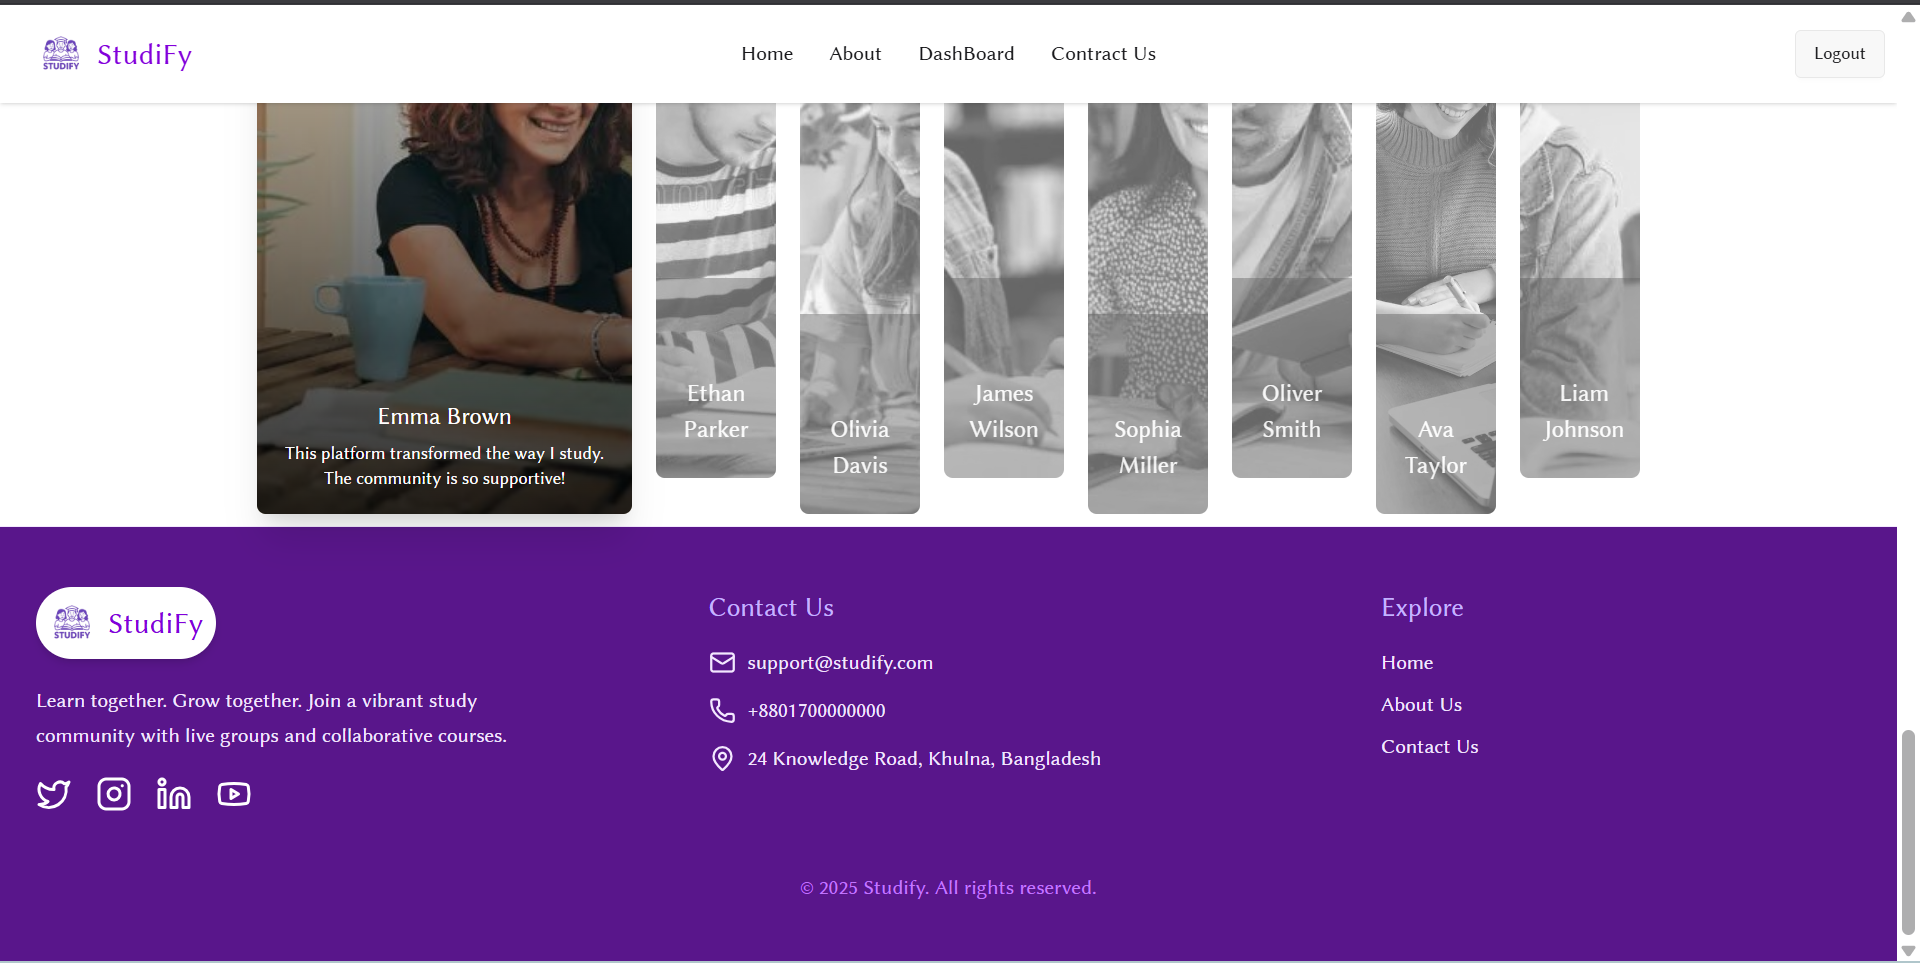 STUDIFY
StudiFy
Home
About
DashBoard
Contract Us
Logout
Emma Brown
This platform transformed the way I study.
The community is so supportive!
Ethan
Parker
Olivia
Davis
James
Wilson
Sophia
Miller
Oliver
Smith
Ava
Taylor
Liam
Johnson
STUDIFY
StudiFy
Learn together. Grow together. Join a vibrant study
community with live groups and collaborative courses.
Contact Us
support@studify.com
+8801700000000
24 Knowledge Road, Khulna, Bangladesh
Explore
Home
About Us
Contact Us
© 2025 Studify. All rights reserved.